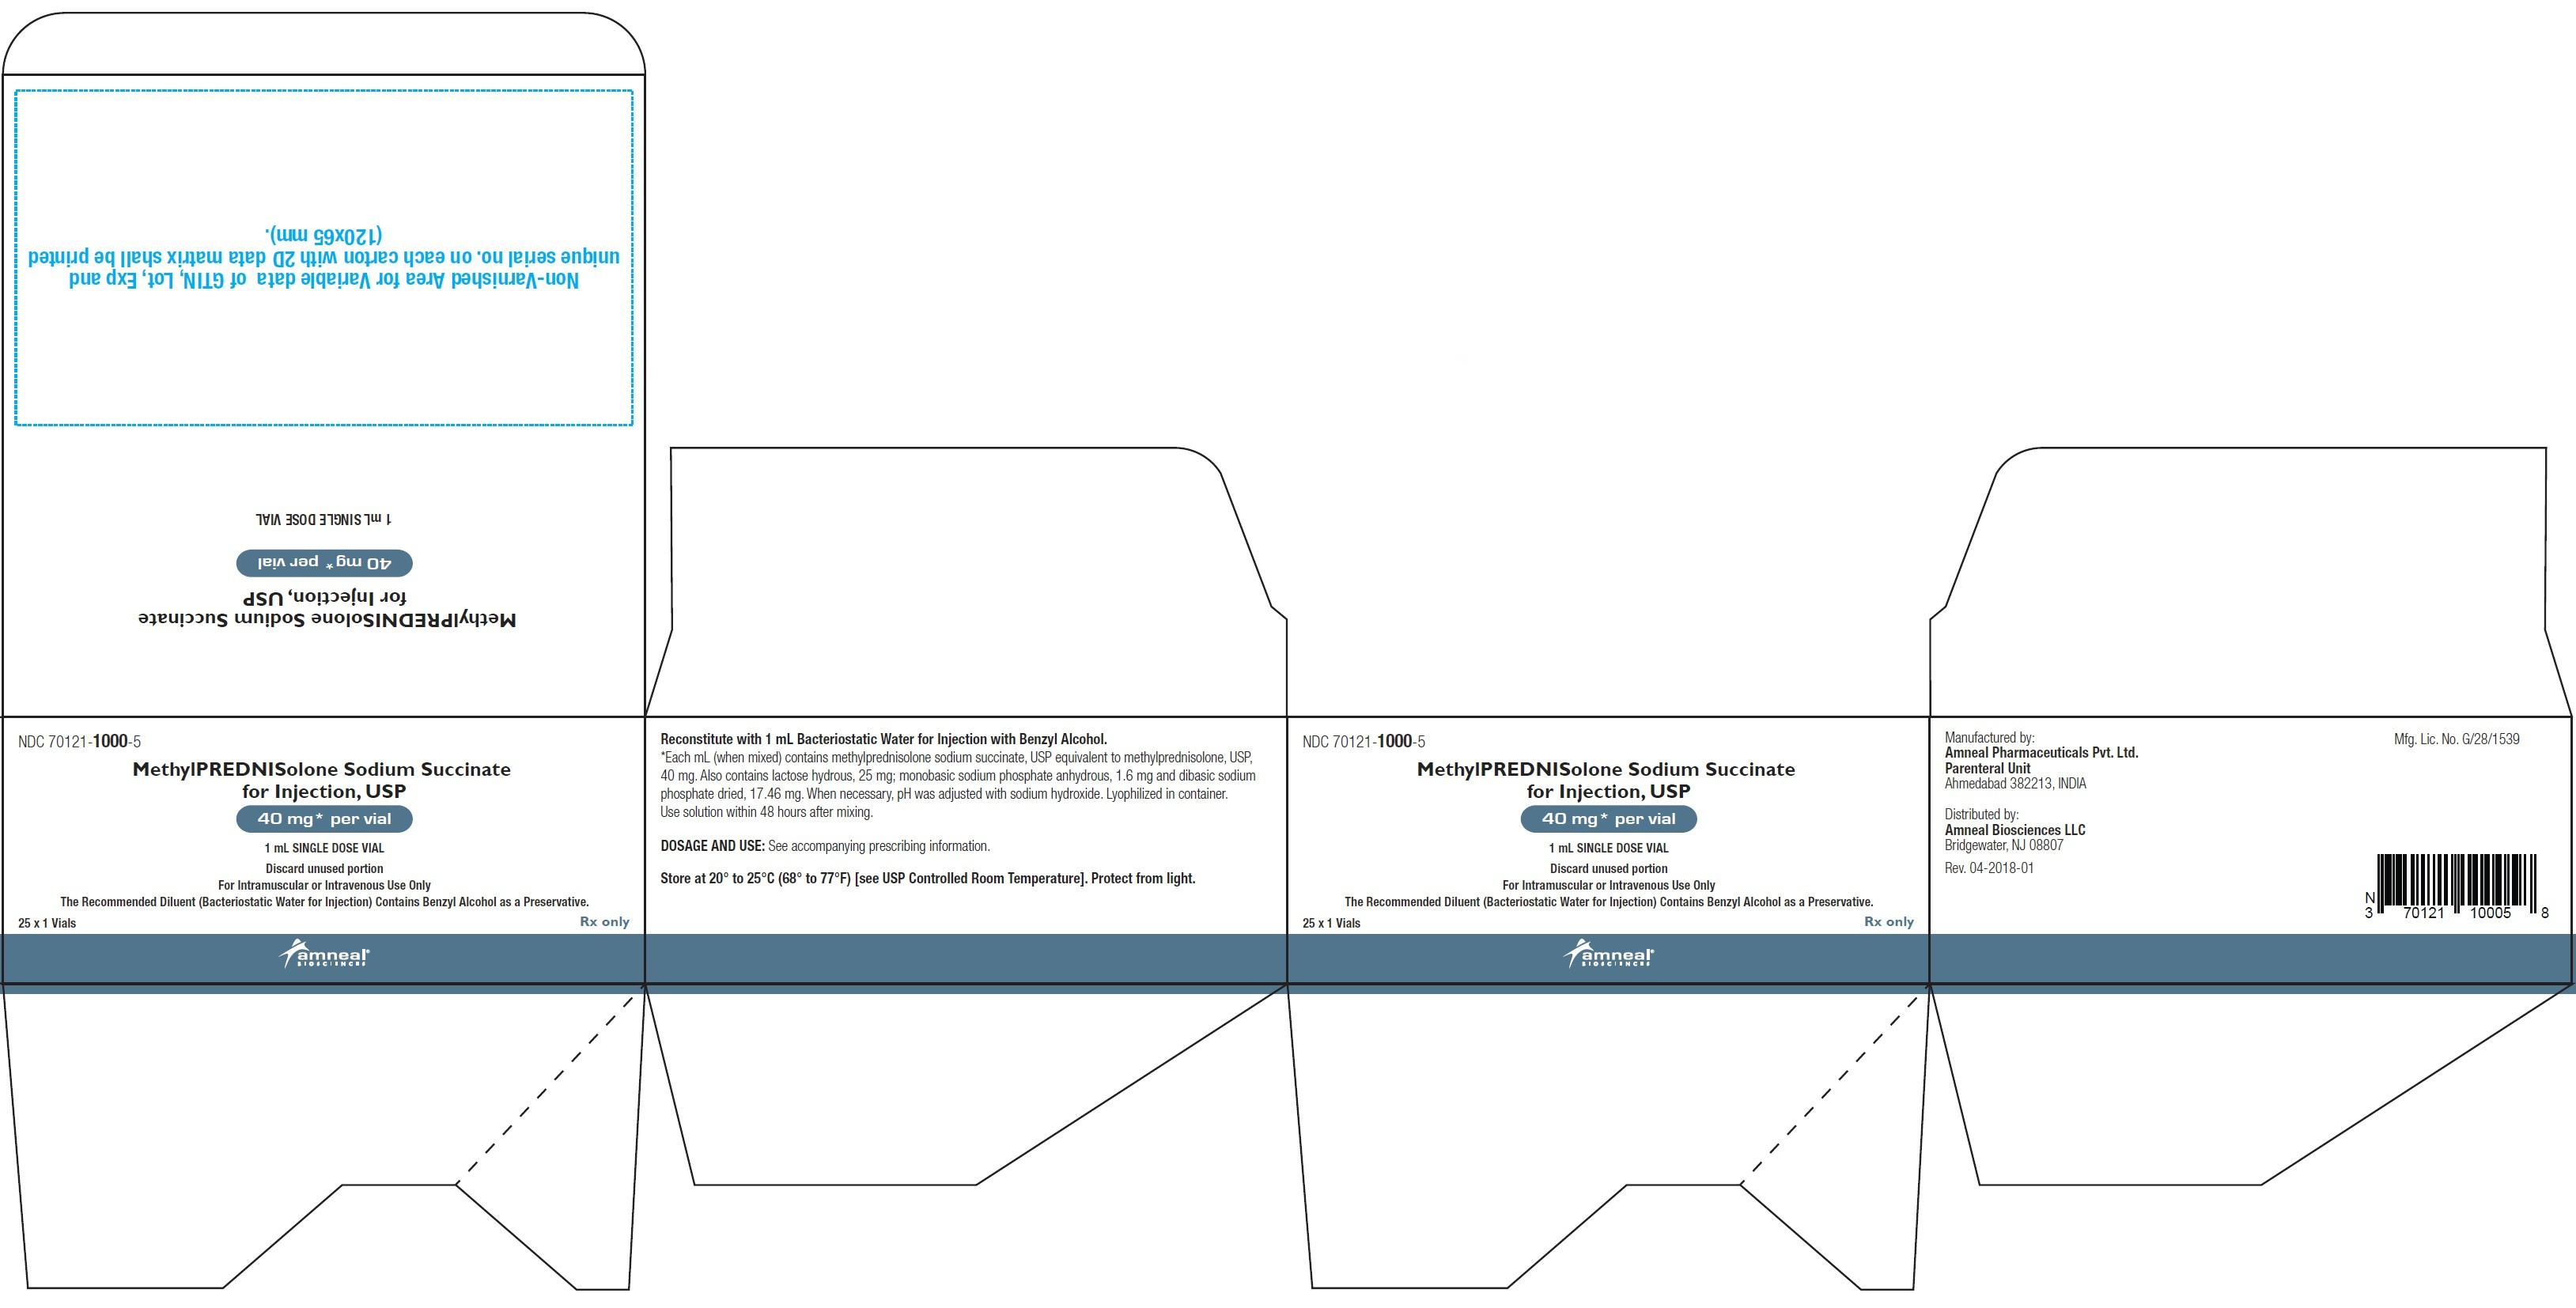 Non-Varnished Area for Variable data of GTIN, Lot, Exp and
unique serial no. on each carton with 2D data matrix shall be printed
(120x65 mm).
MethylPREDNISolone Sodium Succinate
for Injection, USP
40 mg* per vial
1 mL SINGLE DOSE VIAL
NDC 70121-1000-5
MethylPREDNISolone Sodium Succinate
for Injection, USP
40 mg* per vial
1 mL SINGLE DOSE VIAL
Discard unused portion
For Intramuscular or Intravenous Use Only
The Recommended Diluent (Bacteriostatic Water for Injection) Contains Benzyl Alcohol as a Preservative.
25 x 1 Vials
Rx only
amneal®
BIOSCIENCES
Reconstitute with 1 mL Bacteriostatic Water for Injection with Benzyl Alcohol.
*Each mL (when mixed) contains methylprednisolone sodium succinate, USP equivalent to methylprednisolone, USP,
40 mg. Also contains lactose hydrous, 25 mg; monobasic sodium phosphate anhydrous, 1.6 mg and dibasic sodium
phosphate dried, 17.46 mg. When necessary, pH was adjusted with sodium hydroxide. Lyophilized in container.
Use solution within 48 hours after mixing.
DOSAGE AND USE: See accompanying prescribing information.
Store at 20° to 25°C (68° to 77°F) [see USP Controlled Room Temperature]. Protect from light.
NDC 70121-1000-5
MethylPREDNISolone Sodium Succinate
for Injection, USP
40 mg* per vial
1 mL SINGLE DOSE VIAL
Discard unused portion
For Intramuscular or Intravenous Use Only
The Recommended Diluent (Bacteriostatic Water for Injection) Contains Benzyl Alcohol as a Preservative.
25 x 1 Vials
Rx only
amneal®
BIOSCIENCES
Manufactured by:
Amneal Pharmaceuticals Pvt. Ltd.
Parenteral Unit
Ahmedabad 382213, INDIA
Distributed by:
Amneal Biosciences LLC
Bridgewater, NJ 08807
Rev. 04-2018-01
Mfg. Lic. No. G/28/1539
N
3 70121 10005 8